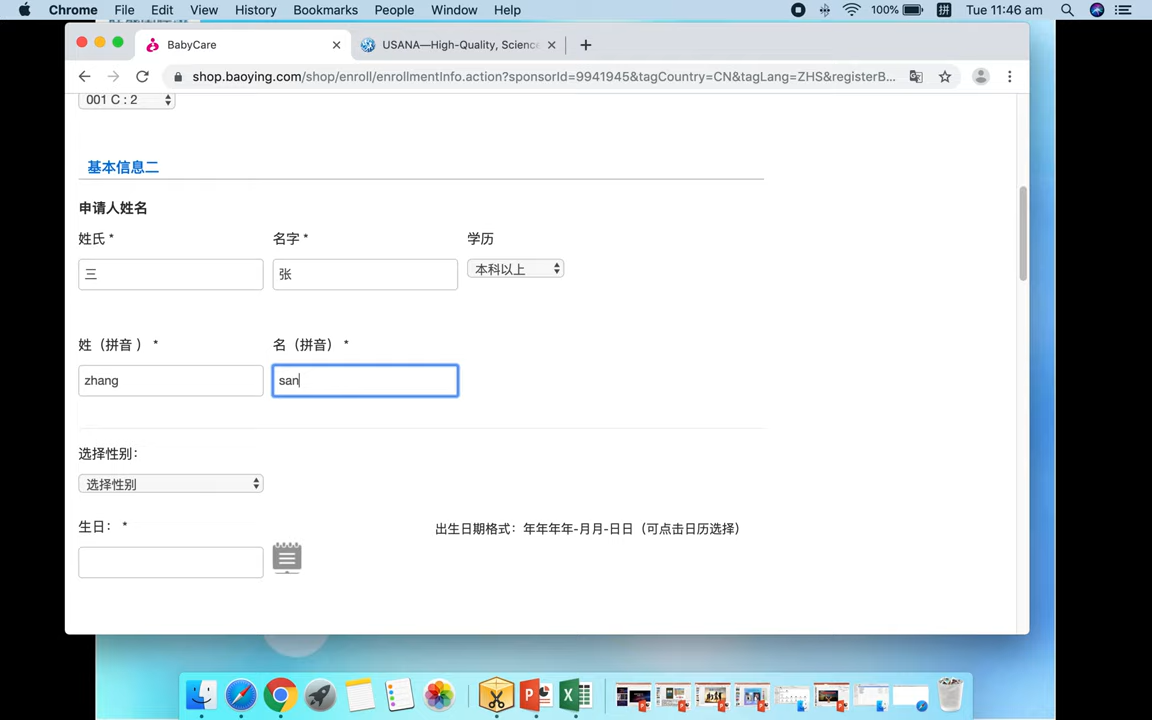 Chrome File Edit View History Bookmarks People Window Help 100% 拼 Tue 11:46 am
BabyCare USANA—High-Quality, Science
shop.baoying.com/shop/enroll/enrollmentInfo.action?sponsorId=9941945&tagCountry=CN&tagLang=ZHS&registerB...
001 C : 2
基本信息二
申请人姓名
姓氏 * 名字 * 学历
三 张 本科以上
姓（拼音 ） * 名（拼音） *
zhang san
选择性别：
选择性别
生日： * 出生日期格式：年年年年-月月-日日（可点击日历选择）